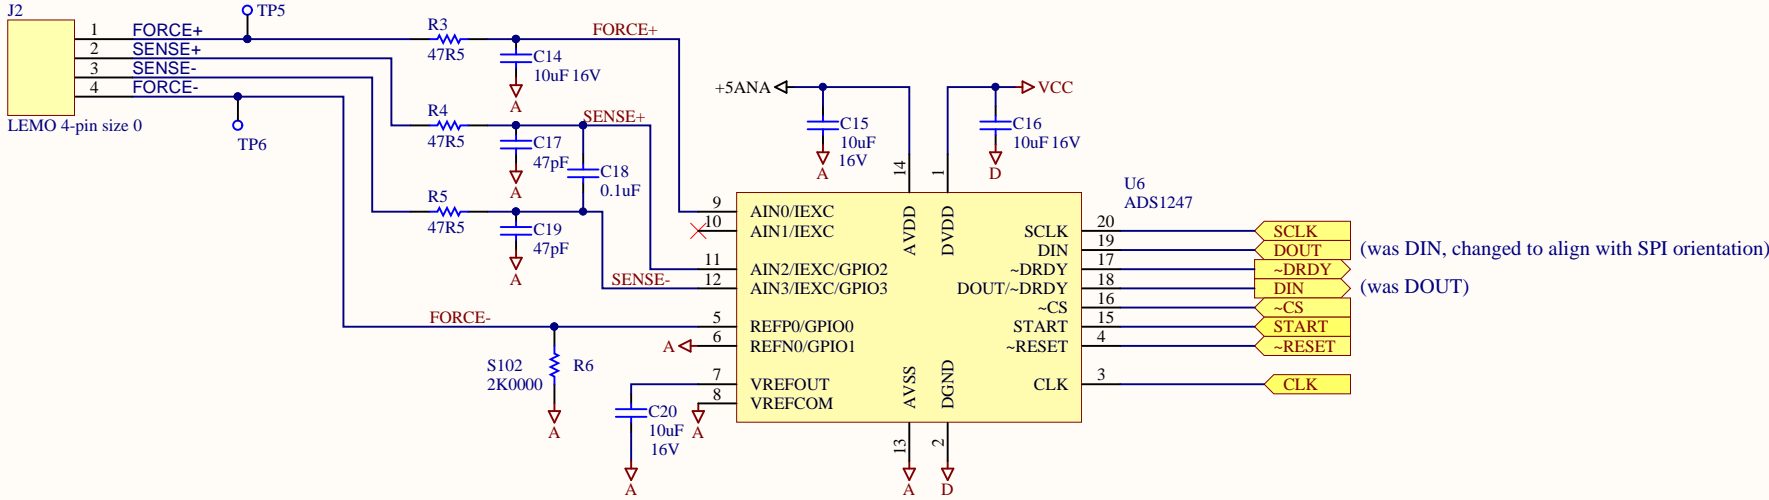 J2
1 FORCE+
2 SENSE+
3 SENSE-
4 FORCE-
LEMO 4-pin size 0
TP5
TP6
R3
47R5
FORCE+
C14
10uF 16V
A
R4
47R5
SENSE+
C17
47pF
A
C18
0.1uF
R5
47R5
C19
47pF
A
SENSE-
FORCE-
S102
2K0000
R6
A
C20
10uF
16V
A
A
A
+5ANA
C15
10uF
16V
A
VCC
C16
10uF 16V
D
U6
ADS1247
14
AVDD
1
DVDD
9 AIN0/IEXC
10 AIN1/IEXC
11 AIN2/IEXC/GPIO2
12 AIN3/IEXC/GPIO3
5 REFP0/GPIO0
6 REFN0/GPIO1
7 VREFOUT
8 VREFCOM
13
AVSS
2
DGND
A
D
SCLK 20 SCLK
DIN 19 DOUT (was DIN, changed to align with SPI orientation)
~DRDY 17 ~DRDY
DOUT/~DRDY 18 DIN (was DOUT)
~CS 16 ~CS
START 15 START
~RESET 4 ~RESET
CLK 3 CLK